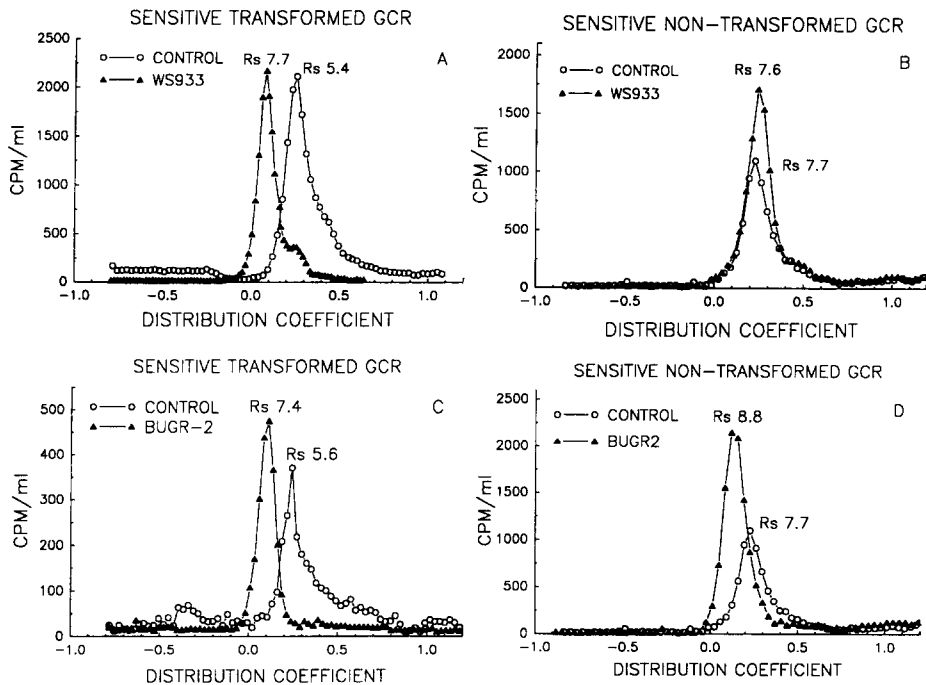 SENSITIVE TRANSFORMED GCR
A
CONTROL
WS933
Rs 7.7
Rs 5.4
2500
2000
1500
1000
500
0
CPM/ml
-1.0
-0.5
0.0
0.5
1.0
DISTRIBUTION COEFFICIENT
SENSITIVE NON-TRANSFORMED GCR
B
CONTROL
WS933
Rs 7.6
Rs 7.7
2000
1500
1000
500
0
CPM/ml
-1.0
-0.5
0.0
0.5
1.0
DISTRIBUTION COEFFICIENT
SENSITIVE TRANSFORMED GCR
C
CONTROL
BUGR-2
Rs 7.4
Rs 5.6
500
400
300
200
100
0
CPM/ml
-1.0
-0.5
0.0
0.5
1.0
DISTRIBUTION COEFFICIENT
SENSITIVE NON-TRANSFORMED GCR
D
CONTROL
BUGR2
Rs 8.8
Rs 7.7
2500
2000
1500
1000
500
0
CPM/ml
-1.0
-0.5
0.0
0.5
1.0
DISTRIBUTION COEFFICIENT